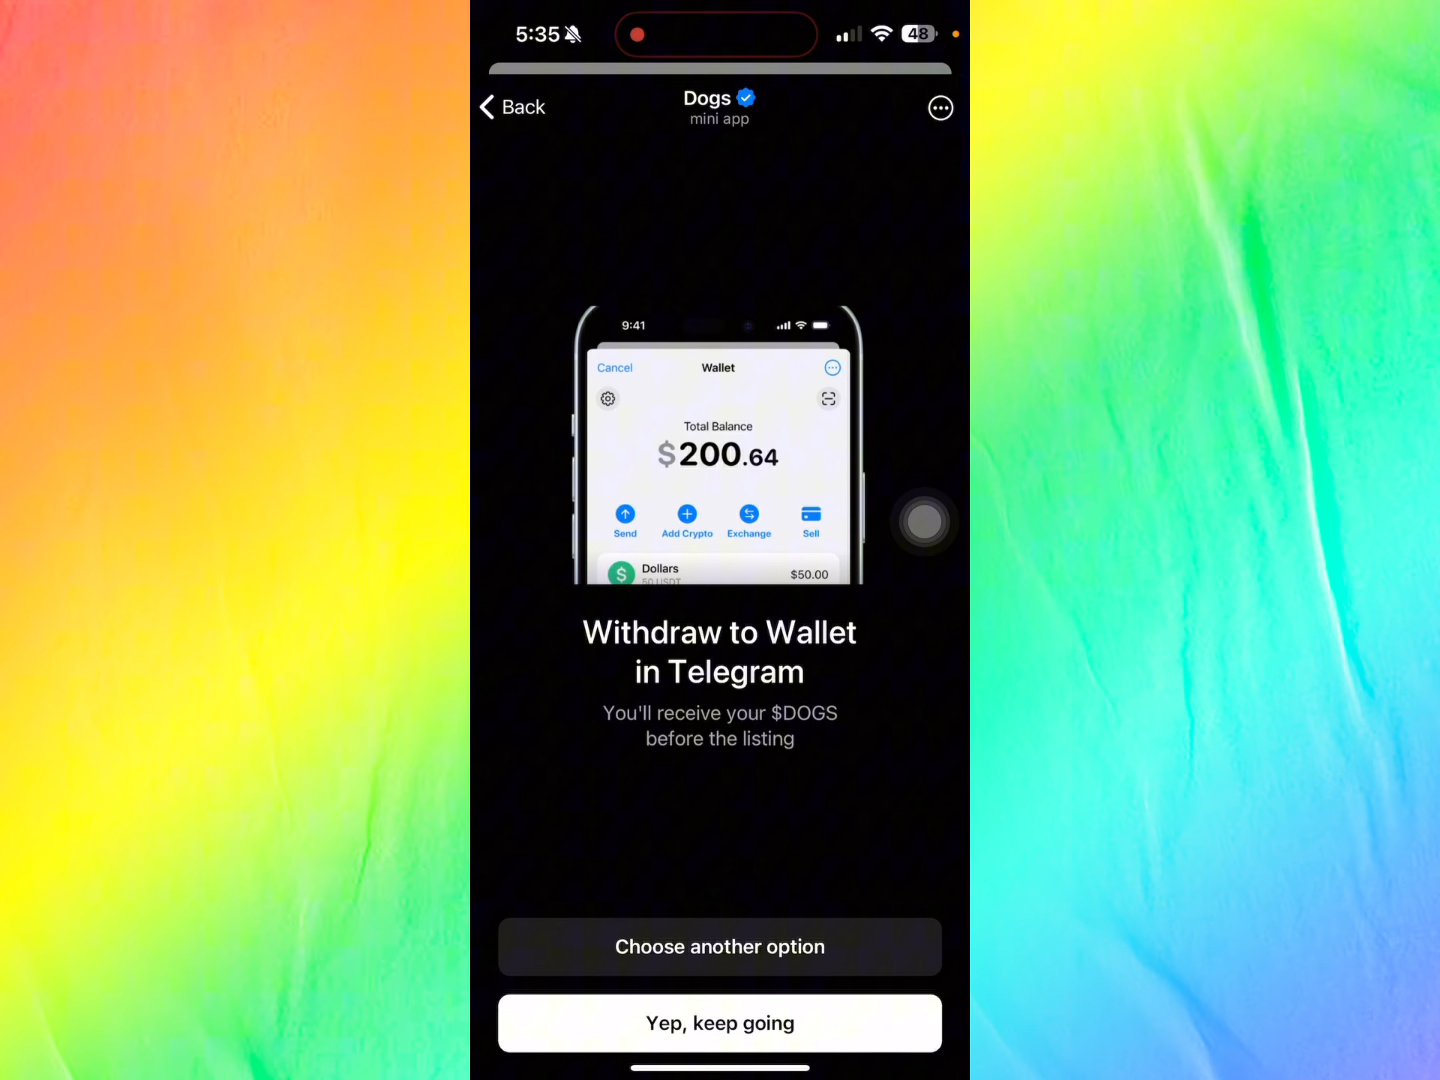 5:35
48
Back
Dogs
mini app
9:41
Cancel
Wallet
Total Balance
$200.64
Send
Add Crypto
Exchange
Sell
Dollars
50 USDT
$50.00
Withdraw to Wallet
in Telegram
You'll receive your $DOGS
before the listing
Choose another option
Yep, keep going